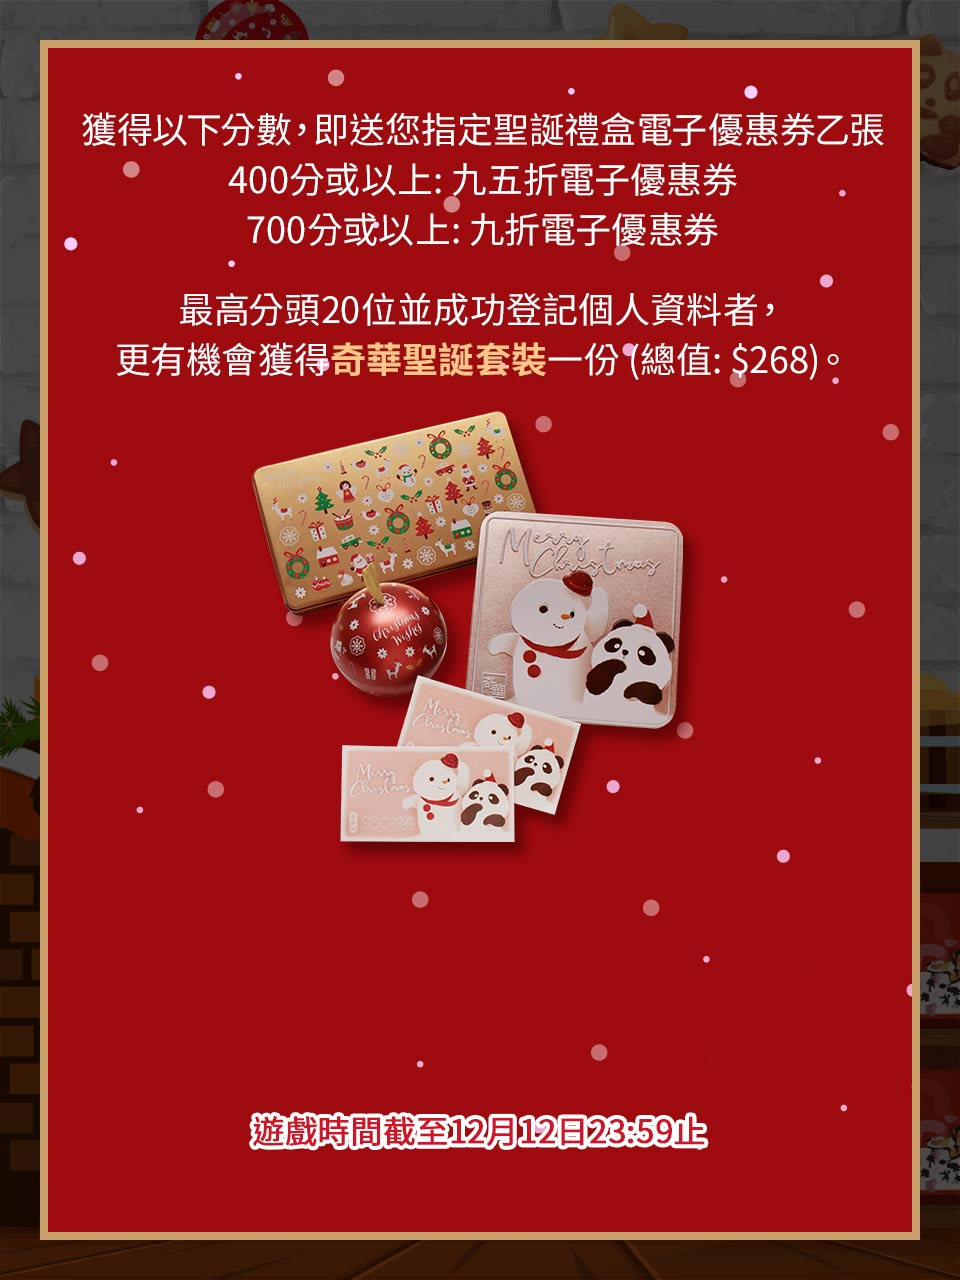 獲得以下分數，即送您指定聖誕禮盒電子優惠券乙張
400分或以上: 九五折電子優惠券
700分或以上: 九折電子優惠券
最高分頭20位並成功登記個人資料者，
更有機會獲得奇華聖誕套裝一份 (總值: $268)。
Merry
Christmas
Christmas
Wishes
奇華
Merry
Christmas
Merry
Christmas
$50禮券
遊戲時間截至12月12日23:59止